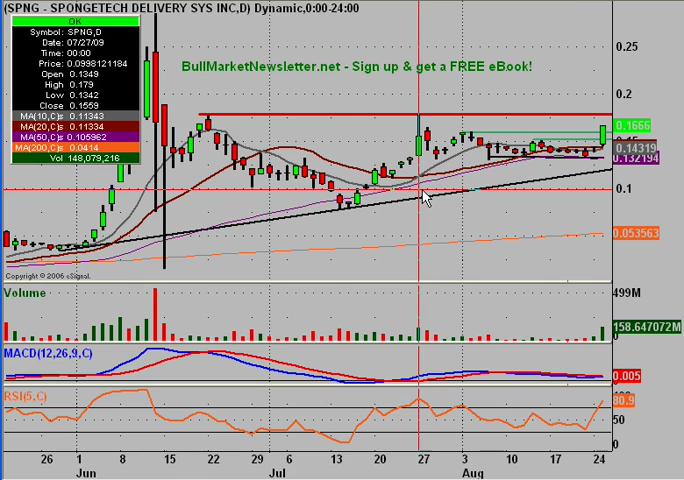 (SPNG - SPONGETECH DELIVERY SYS INC,D) Dynamic,0:00-24:00
OK
Symbol: SPNG,D
Date: 07/27/09
Time: 00:00
Price: 0.0998121184
Open 0.1349
High 0.179
Low 0.1342
Close 0.1559
MA(10,C)s 0.11343
MA(20,C)s 0.11334
MA(50,C)s 0.105962
MA(200,C)s 0.0414
Vol 148,079,216
BullMarketNewsletter.net - Sign up & get a FREE eBook!
0.25
0.2
0.1666
0.14319
0.132194
0.1
0.053563
Copyright © 2006 eSignal.
Volume
499M
158.647072M
MACD(12,26,9,C)
0.005
RSI(5,C)
80.9
50
0
26 1 8 15 22 29 6 13 20 27 3 10 17 24
Jun Jul Aug